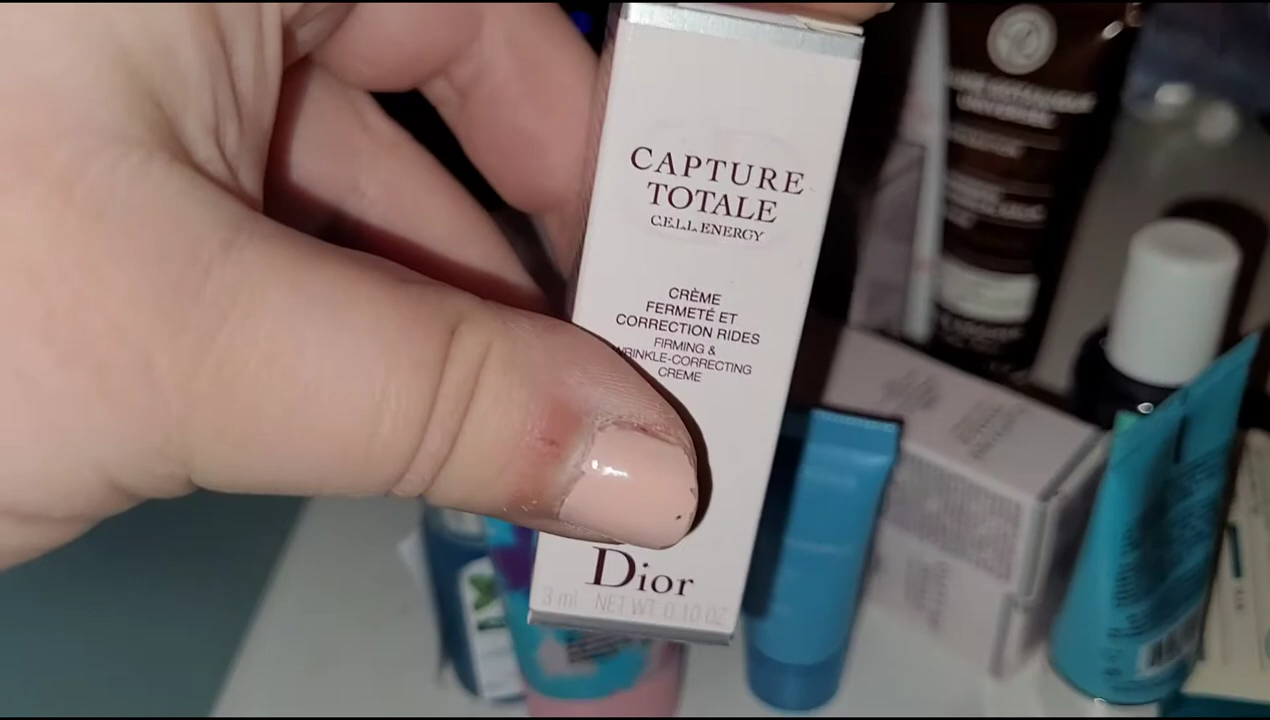 CAPTURE
TOTALE
C.E.L.L. ENERGY
CRÈME
FERMETÉ ET
CORRECTION RIDES
FIRMING &
WRINKLE-CORRECTING
CREME
Dior
3 ml NET WT 0.10 OZ